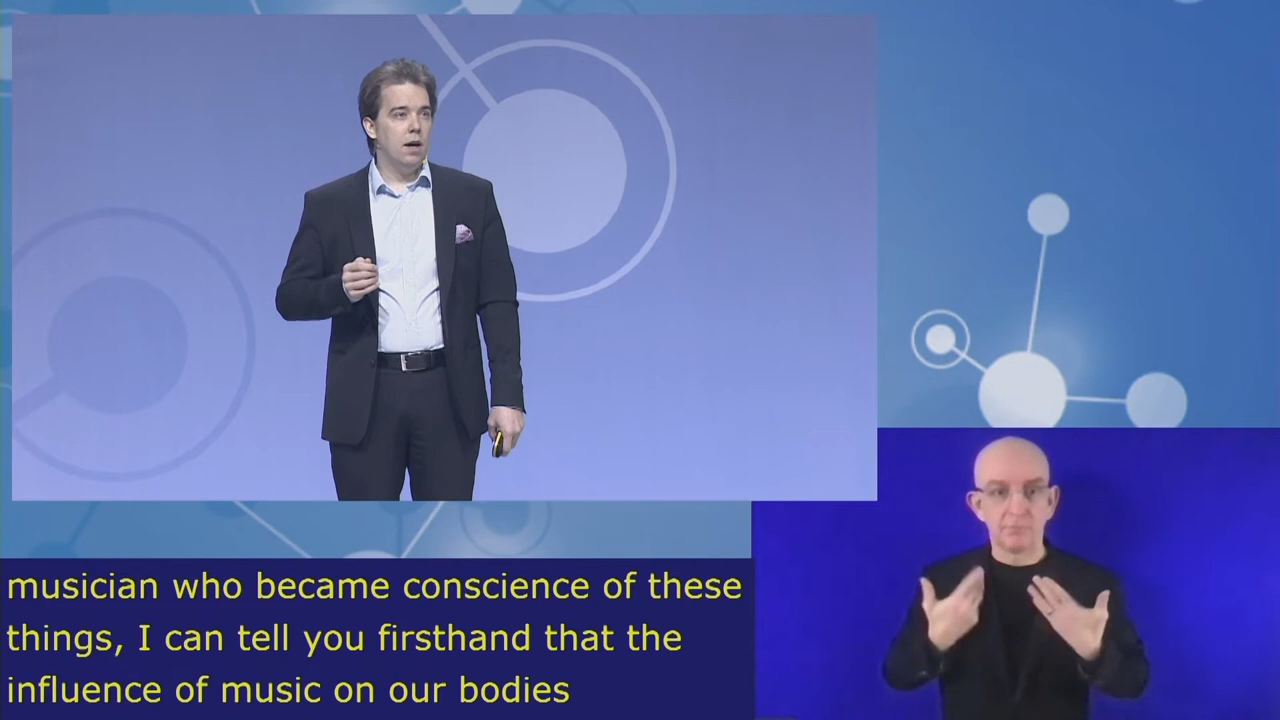 musician who became conscience of these
things, I can tell you firsthand that the
influence of music on our bodies